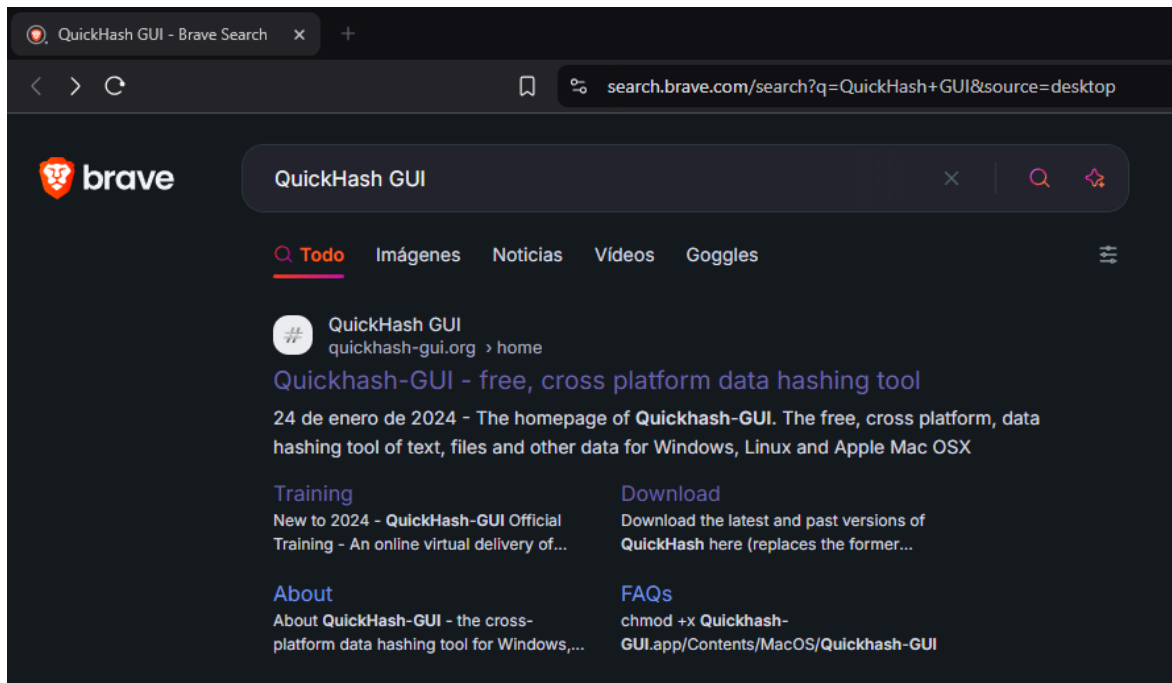 QuickHash GUI - Brave Search
search.brave.com/search?q=QuickHash+GUI&source=desktop
brave
QuickHash GUI
Todo Imágenes Noticias Vídeos Goggles
#
QuickHash GUI
quickhash-gui.org › home
Quickhash-GUI - free, cross platform data hashing tool
24 de enero de 2024 - The homepage of Quickhash-GUI. The free, cross platform, data
hashing tool of text, files and other data for Windows, Linux and Apple Mac OSX
Training
New to 2024 - QuickHash-GUI Official
Training - An online virtual delivery of...
Download
Download the latest and past versions of
QuickHash here (replaces the former...
About
About QuickHash-GUI - the cross-
platform data hashing tool for Windows,...
FAQs
chmod +x Quickhash-
GUI.app/Contents/MacOS/Quickhash-GUI